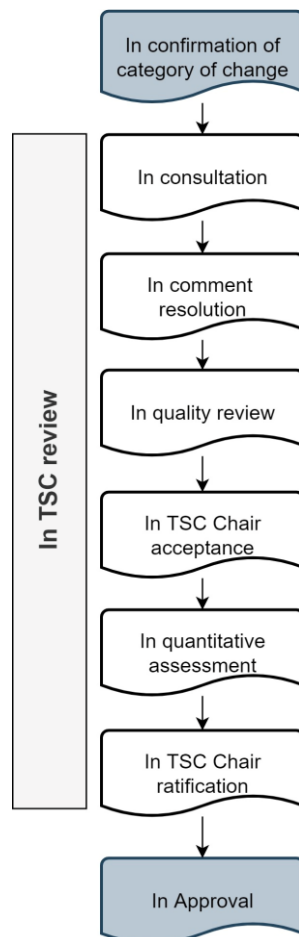 In confirmation of
category of change
In TSC review
In consultation
In comment
resolution
In quality review
In TSC Chair
acceptance
In quantitative
assessment
In TSC Chair
ratification
In Approval